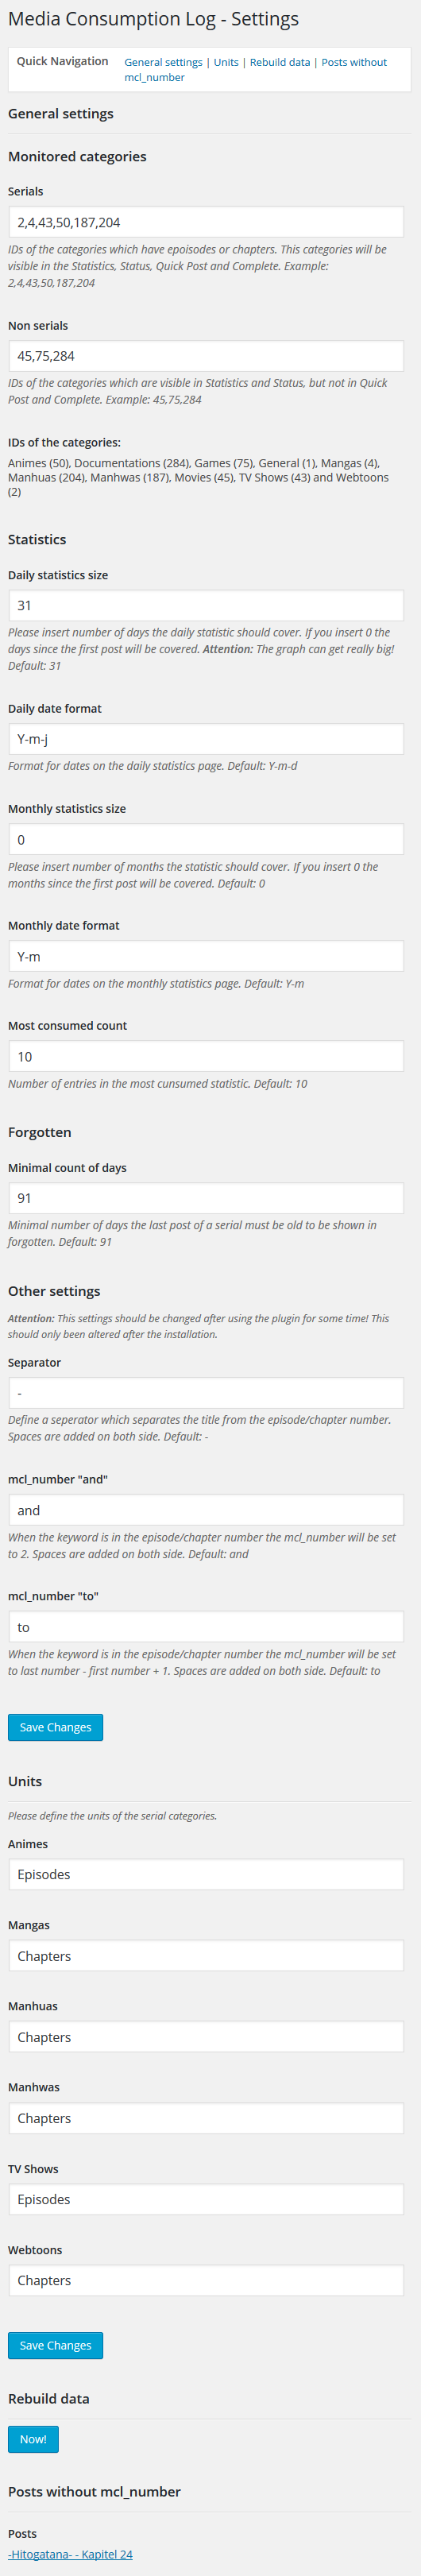 Media Consumption Log - Settings
Quick Navigation
General settings | Units | Rebuild data | Posts without
mcl_number
General settings
Monitored categories
Serials
2,4,43,50,187,204
IDs of the categories which have epoisodes or chapters. This categories will be
visible in the Statistics, Status, Quick Post and Complete. Example:
2,4,43,50,187,204
Non serials
45,75,284
IDs of the categories which are visible in Statistics and Status, but not in Quick
Post and Complete. Example: 45,75,284
IDs of the categories:
Animes (50), Documentations (284), Games (75), General (1), Mangas (4),
Manhuas (204), Manhwas (187), Movies (45), TV Shows (43) and Webtoons
(2)
Statistics
Daily statistics size
31
Please insert number of days the daily statistic should cover. If you insert 0 the
days since the first post will be covered. Attention: The graph can get really big!
Default: 31
Daily date format
Y-m-j
Format for dates on the daily statistics page. Default: Y-m-d
Monthly statistics size
0
Please insert number of months the statistic should cover. If you insert 0 the
months since the first post will be covered. Default: 0
Monthly date format
Y-m
Format for dates on the monthly statistics page. Default: Y-m
Most consumed count
10
Number of entries in the most cunsumed statistic. Default: 10
Forgotten
Minimal count of days
91
Minimal number of days the last post of a serial must be old to be shown in
forgotten. Default: 91
Other settings
Attention: This settings should be changed after using the plugin for some time! This
should only been altered after the installation.
Separator
-
Define a seperator which separates the title from the episode/chapter number.
Spaces are added on both side. Default: -
mcl_number "and"
and
When the keyword is in the episode/chapter number the mcl_number will be set
to 2. Spaces are added on both side. Default: and
mcl_number "to"
to
When the keyword is in the episode/chapter number the mcl_number will be set
to last number - first number + 1. Spaces are added on both side. Default: to
Save Changes
Units
Please define the units of the serial categories.
Animes
Episodes
Mangas
Chapters
Manhuas
Chapters
Manhwas
Chapters
TV Shows
Episodes
Webtoons
Chapters
Save Changes
Rebuild data
Now!
Posts without mcl_number
Posts
-Hitogatana- - Kapitel 24